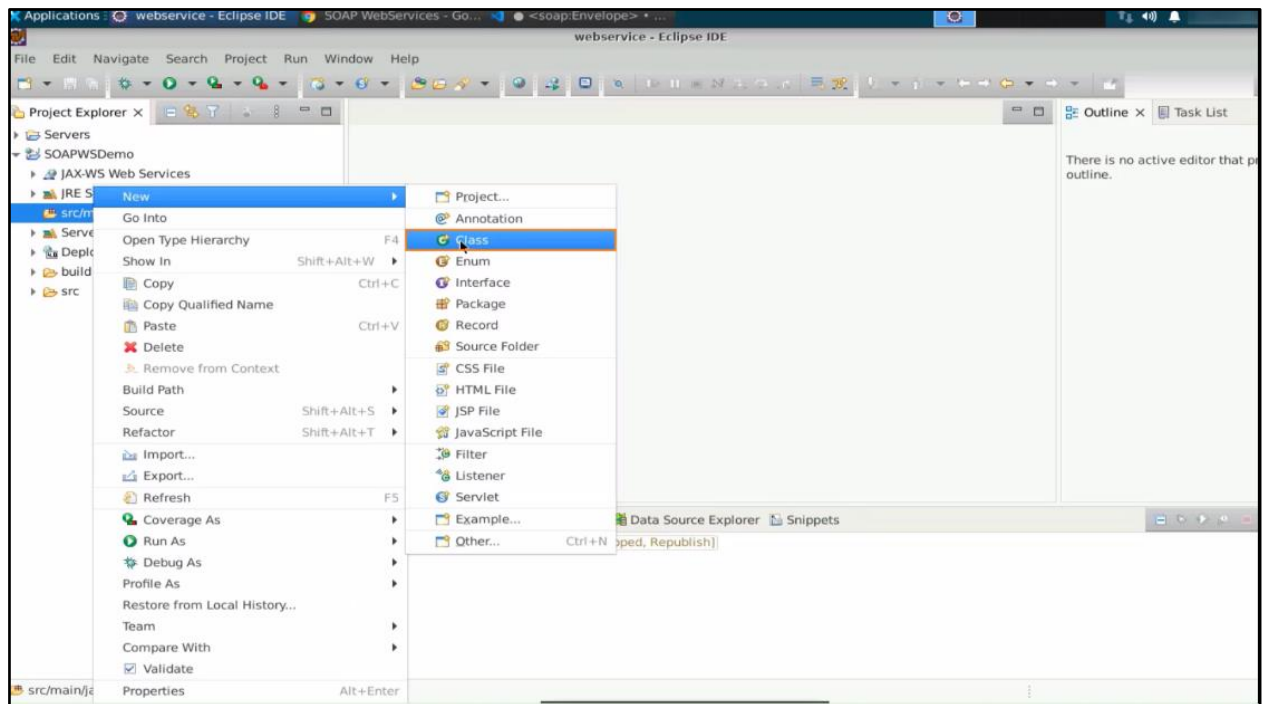 Applications : webservice - Eclipse IDE SOAP WebServices - Go... <soap:Envelope> • ...
webservice - Eclipse IDE
File Edit Navigate Search Project Run Window Help
Project Explorer Outline Task List
Servers
SOAPWSDemo
There is no active editor that p
outline.
JAX-WS Web Services
JRE S
src/m
Serve
Deplo
build
src
New
Go Into
Open Type Hierarchy F4
Show In Shift+Alt+W
Copy Ctrl+C
Copy Qualified Name
Paste Ctrl+V
Delete
Remove from Context
Build Path
Source Shift+Alt+S
Refactor Shift+Alt+T
Import...
Export...
Refresh F5
Coverage As
Run As
Debug As
Profile As
Restore from Local History...
Team
Compare With
Validate
Properties Alt+Enter
Project...
Annotation
Class
Enum
Interface
Package
Record
Source Folder
CSS File
HTML File
JSP File
JavaScript File
Filter
Listener
Servlet
Example...
Other... Ctrl+N
Data Source Explorer Snippets
pped, Republish]
src/main/ja